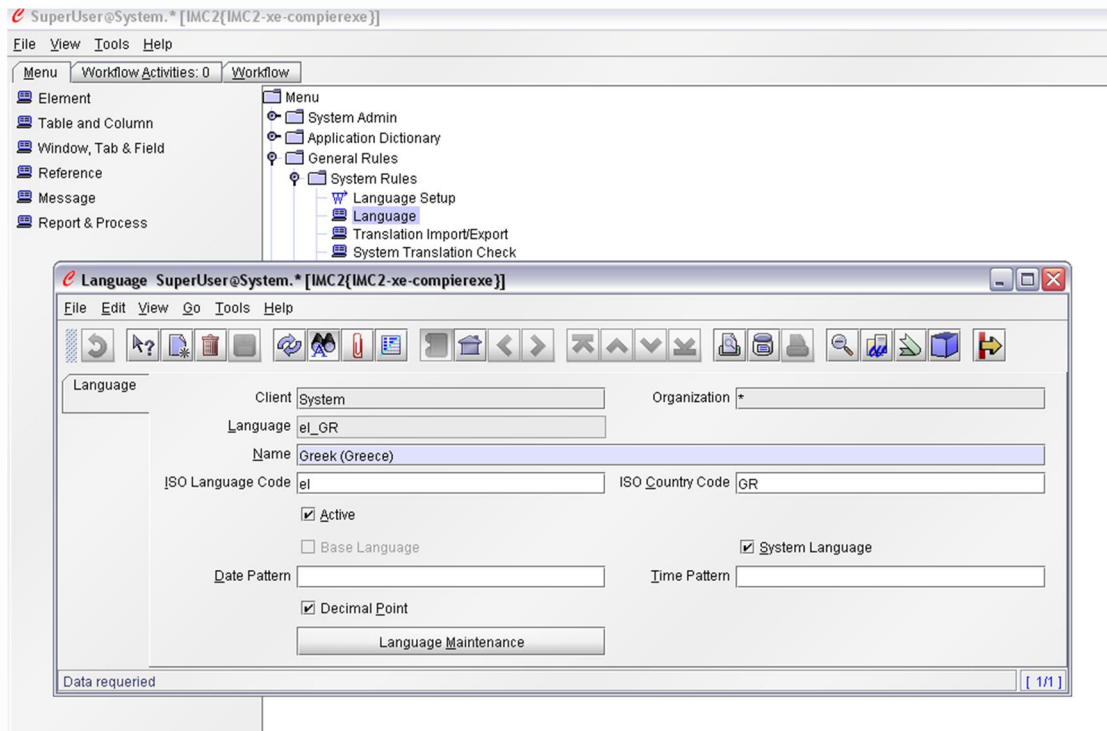 SuperUser@System.* [IMC2{IMC2-xe-compierexe}]
File View Tools Help
Menu Workflow Activities: 0 Workflow
Element
Table and Column
Window, Tab & Field
Reference
Message
Report & Process
Menu
System Admin
Application Dictionary
General Rules
System Rules
Language Setup
Language
Translation Import/Export
System Translation Check
Language SuperUser@System.* [IMC2{IMC2-xe-compierexe}]
File Edit View Go Tools Help
Language
Client System Organization *
Language el_GR
Name Greek (Greece)
ISO Language Code el ISO Country Code GR
Active
Base Language System Language
Date Pattern Time Pattern
Decimal Point
Language Maintenance
Data requeried [ 1/1 ]